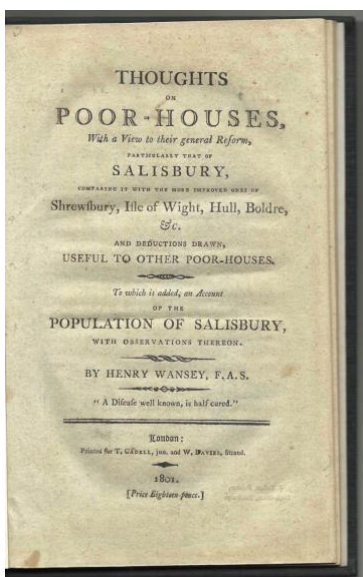 THOUGHTS
ON
POOR-HOUSES,
With a View to their general Reform,
PARTICULARLY THAT OF
SALISBURY,
COMPARING IT WITH THE MORE IMPROVED ONES OF
Shrewſbury, Iſle of Wight, Hull, Boldre,
&c.
AND DEDUCTIONS DRAWN,
USEFUL TO OTHER POOR-HOUSES.
To which is added, an Account
OF THE
POPULATION OF SALISBURY,
WITH OBSERVATIONS THEREON.
BY HENRY WANSEY, F.A.S.
"A Diſeaſe well known, is half cured."
London:
Printed for T. CADELL, jun. and W. DAVIES, Strand.
1801.
[Price Eighteen-pence.]